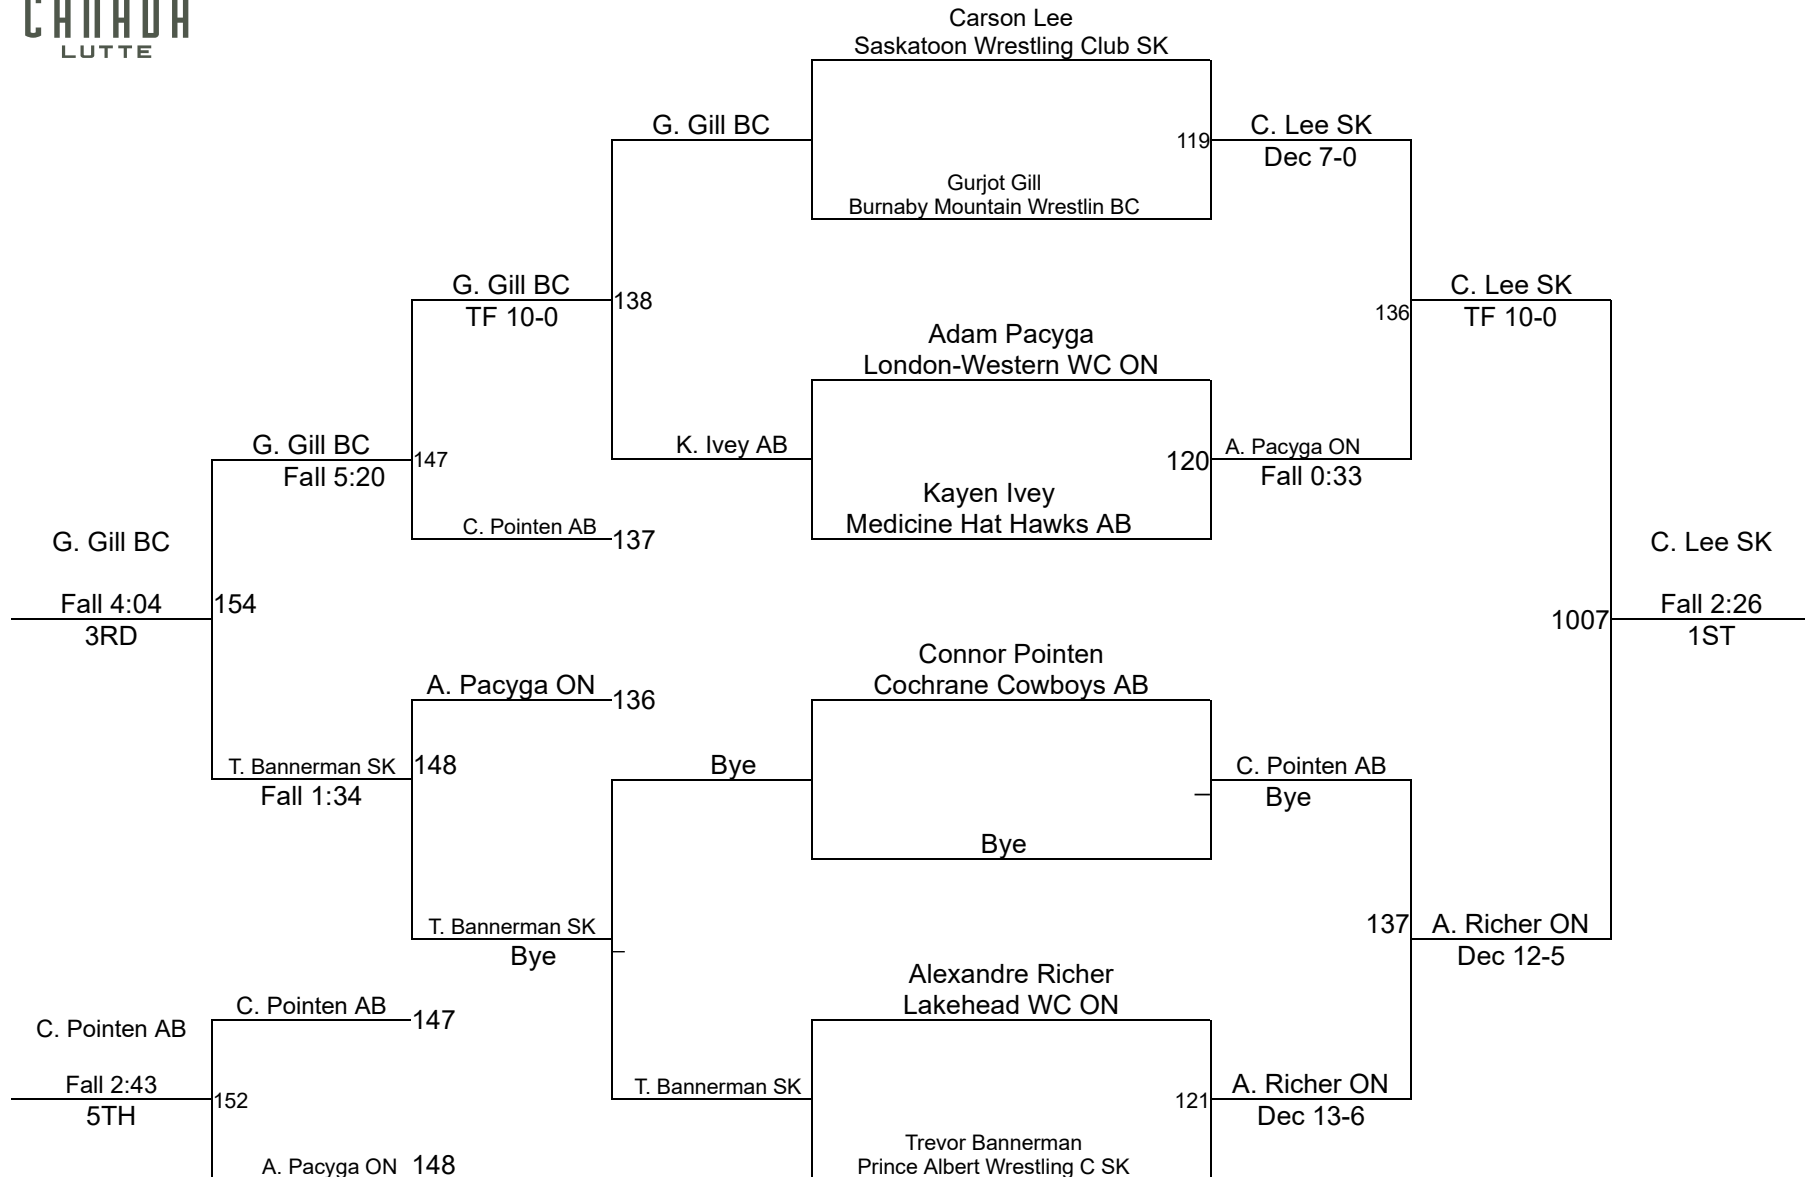 CANADA
LUTTE
Carson Lee
Saskatoon Wrestling Club SK
G. Gill BC
119
C. Lee SK
Dec 7-0
Gurjot Gill
Burnaby Mountain Wrestlin BC
G. Gill BC
TF 10-0
138
C. Lee SK
TF 10-0
136
Adam Pacyga
London-Western WC ON
G. Gill BC
Fall 5:20
147
K. Ivey AB
120
A. Pacyga ON
Fall 0:33
Kayen Ivey
Medicine Hat Hawks AB
C. Pointen AB
137
G. Gill BC
Fall 4:04
3RD
154
C. Lee SK
Fall 2:26
1ST
1007
Connor Pointen
Cochrane Cowboys AB
A. Pacyga ON
136
T. Bannerman SK
Fall 1:34
148
Bye
C. Pointen AB
Bye
Bye
T. Bannerman SK
Bye
137
A. Richer ON
Dec 12-5
Alexandre Richer
Lakehead WC ON
C. Pointen AB
147
C. Pointen AB
Fall 2:43
5TH
152
T. Bannerman SK
121
A. Richer ON
Dec 13-6
Trevor Bannerman
Prince Albert Wrestling C SK
A. Pacyga ON
148